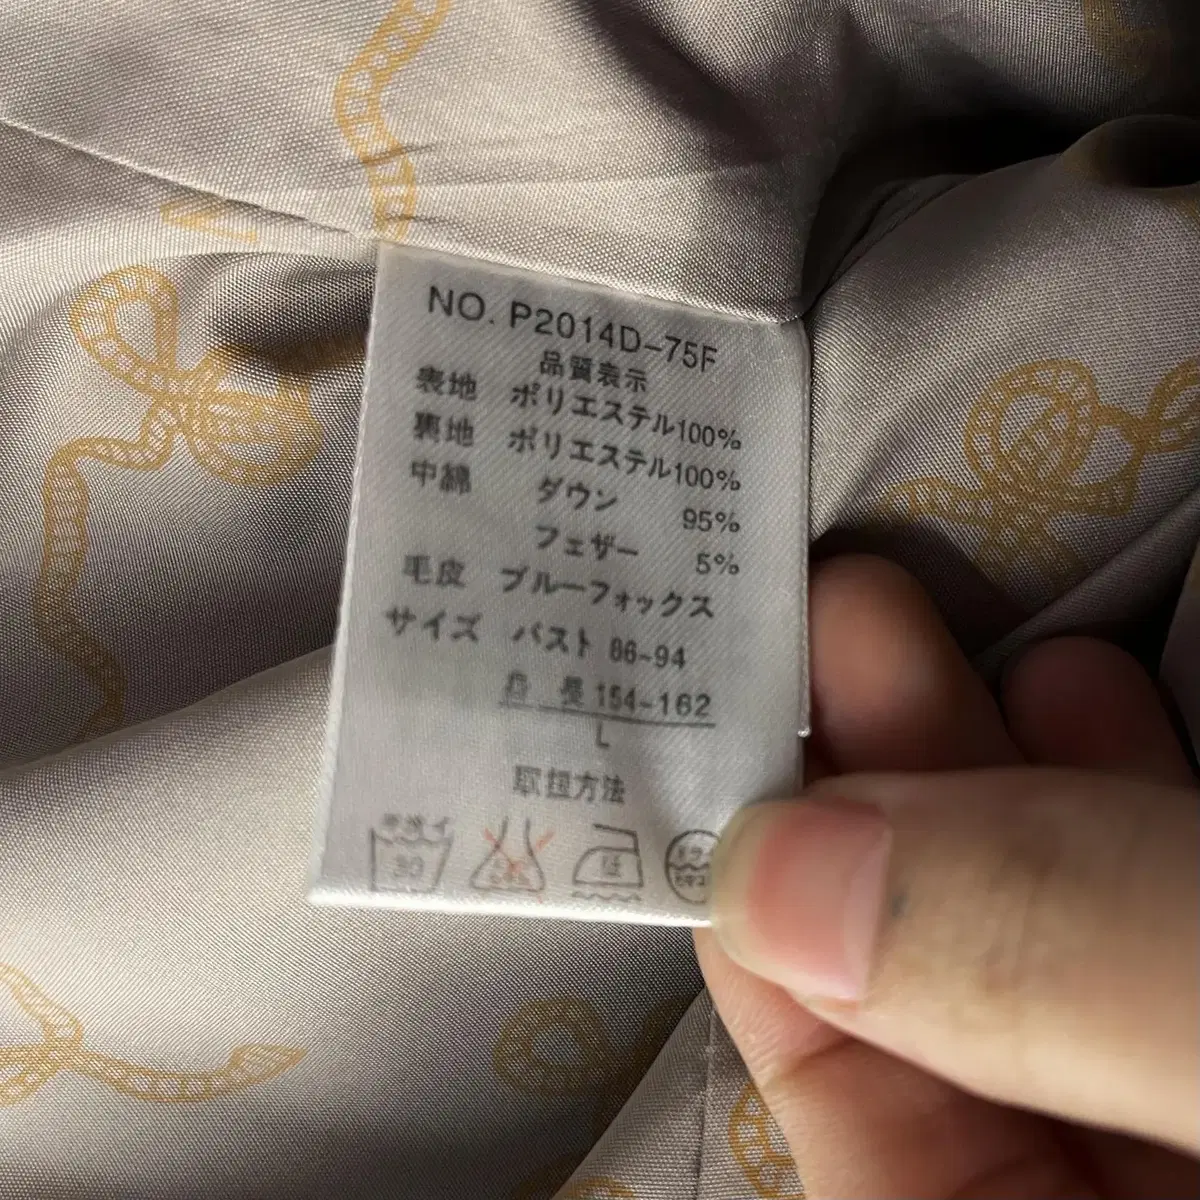 NO. P2014D-75F
品質表示
表地 ポリエステル100%
裏地 ポリエステル100%
中綿 ダウン 95%
フェザー 5%
毛皮 ブルーフォックス
サイズ バスト 86-94
身 長 154-162
L
取扱方法
30